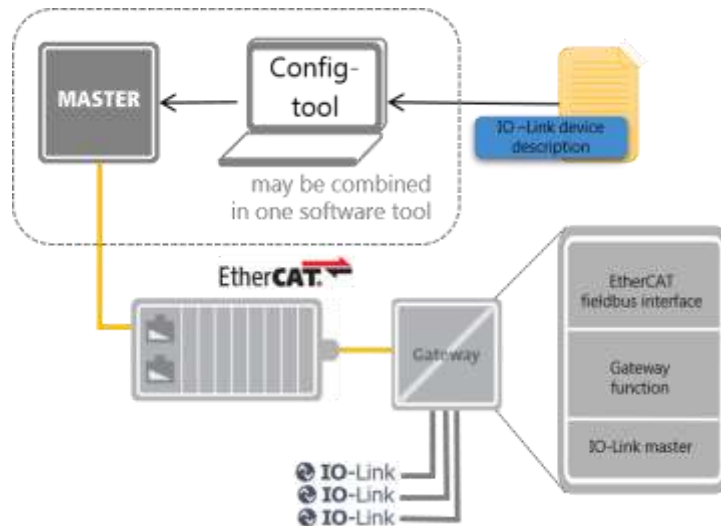 MASTER
Config-
tool
IO-Link device
description
may be combined
in one software tool
EtherCAT®
Gateway
EtherCAT
fieldbus interface
Gateway
function
IO-Link master
IO-Link
IO-Link
IO-Link